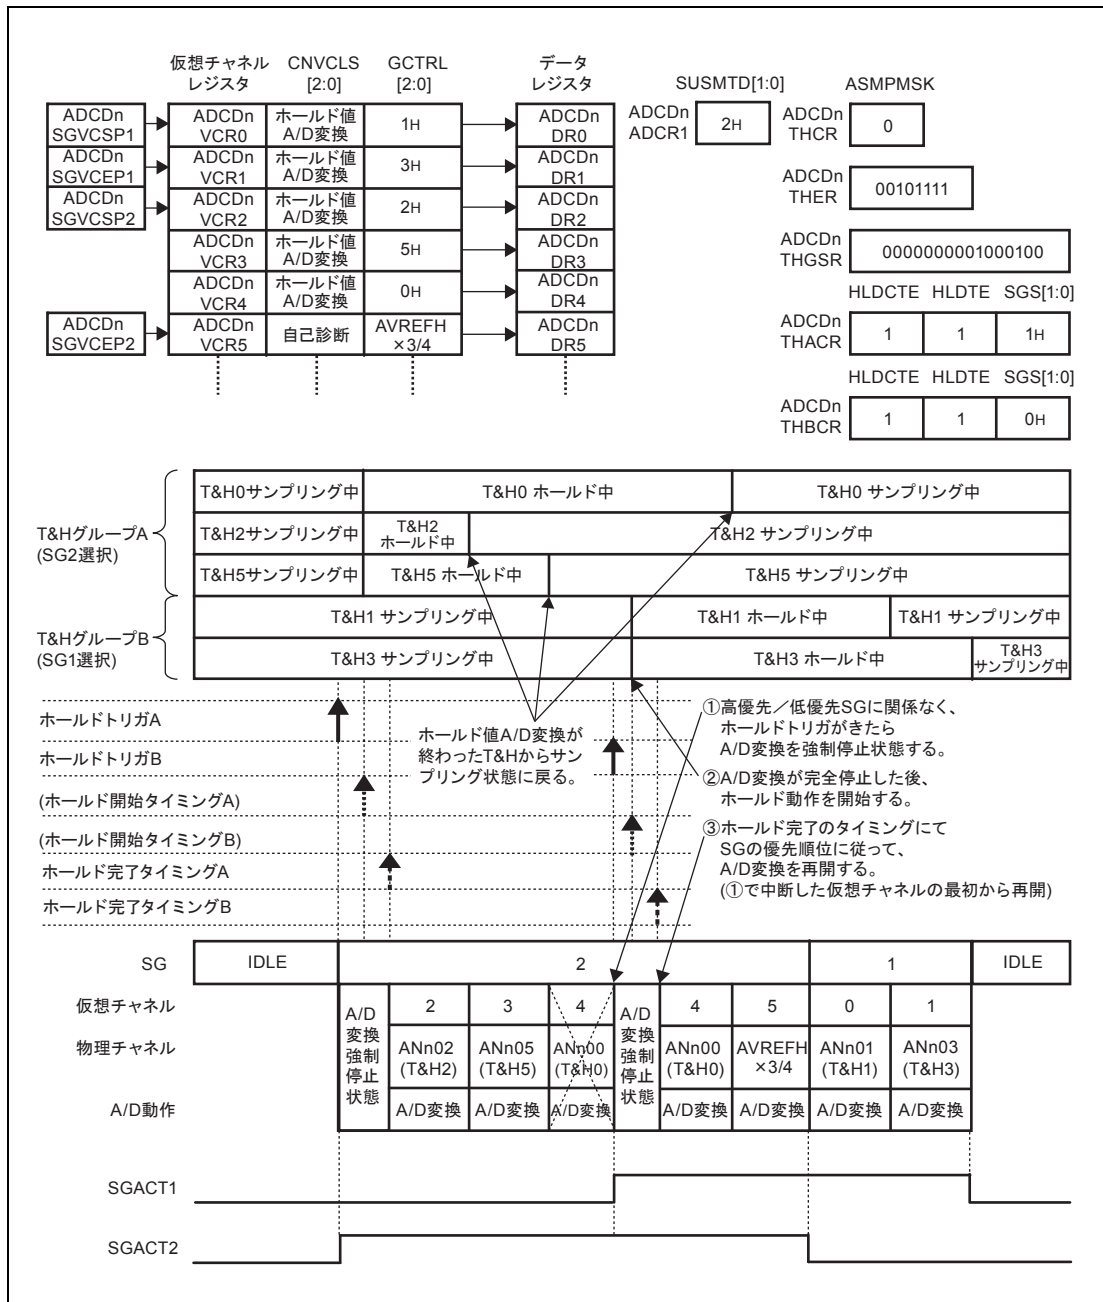 仮想チャネル
レジスタ
CNVCLS
[2:0]
GCTRL
[2:0]
データ
レジスタ
ADCDn
SGVCSP1
ADCDn
VCR0
ホールド値
A/D変換
1H
ADCDn
DR0
ADCDn
SGVCEP1
ADCDn
VCR1
ホールド値
A/D変換
3H
ADCDn
DR1
ADCDn
SGVCSP2
ADCDn
VCR2
ホールド値
A/D変換
2H
ADCDn
DR2
ADCDn
VCR3
ホールド値
A/D変換
5H
ADCDn
DR3
ADCDn
VCR4
ホールド値
A/D変換
0H
ADCDn
DR4
ADCDn
SGVCEP2
ADCDn
VCR5
自己診断
AVREFH
×3/4
ADCDn
DR5
SUSMTD[1:0]
ADCDn
ADCR1
2H
ASMPMSK
ADCDn
THCR
0
ADCDn
THER
00101111
ADCDn
THGSR
0000000001000100
HLDCTE HLDTE SGS[1:0]
ADCDn
THACR
1 1 1H
HLDCTE HLDTE SGS[1:0]
ADCDn
THBCR
1 1 0H
T&HグループA
(SG2選択)
T&H0サンプリング中
T&H0 ホールド中
T&H0 サンプリング中
T&H2サンプリング中
T&H2
ホールド中
T&H2 サンプリング中
T&H5サンプリング中
T&H5 ホールド中
T&H5 サンプリング中
T&HグループB
(SG1選択)
T&H1 サンプリング中
T&H1 ホールド中
T&H1 サンプリング中
T&H3 サンプリング中
T&H3 ホールド中
T&H3
サンプリング中
ホールドトリガA
ホールドトリガB
(ホールド開始タイミングA)
(ホールド開始タイミングB)
ホールド完了タイミングA
ホールド完了タイミングB
ホールド値A/D変換が
終わったT&Hからサン
プリング状態に戻る。
①高優先／低優先SGに関係なく、
ホールドトリガがきたら
A/D変換を強制停止状態する。
②A/D変換が完全停止した後、
ホールド動作を開始する。
③ホールド完了のタイミングにて
SGの優先順位に従って、
A/D変換を再開する。
(①で中断した仮想チャネルの最初から再開)
SG
IDLE
2
1
IDLE
仮想チャネル
A/D
変換
強制
停止
状態
2
3
4
A/D
変換
強制
停止
状態
4
5
0
1
物理チャネル
ANn02
(T&H2)
ANn05
(T&H5)
ANn00
(T&H0)
ANn00
(T&H0)
AVREFH
×3/4
ANn01
(T&H1)
ANn03
(T&H3)
A/D動作
A/D変換
A/D変換
A/D変換
A/D変換
A/D変換
A/D変換
A/D変換
SGACT1
SGACT2